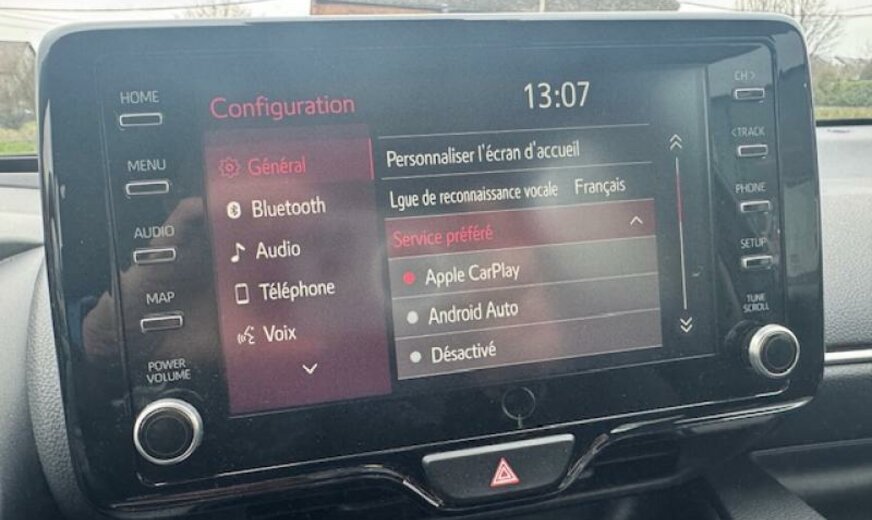 HOME
MENU
AUDIO
MAP
POWER
VOLUME
Configuration
13:07
Général
Bluetooth
Audio
Téléphone
Voix
Personnaliser l'écran d'accueil
Lgue de reconnaissance vocale Français
Service préféré
Apple CarPlay
Android Auto
Désactivé
CH >
< TRACK
PHONE
SETUP
TUNE
SCROLL